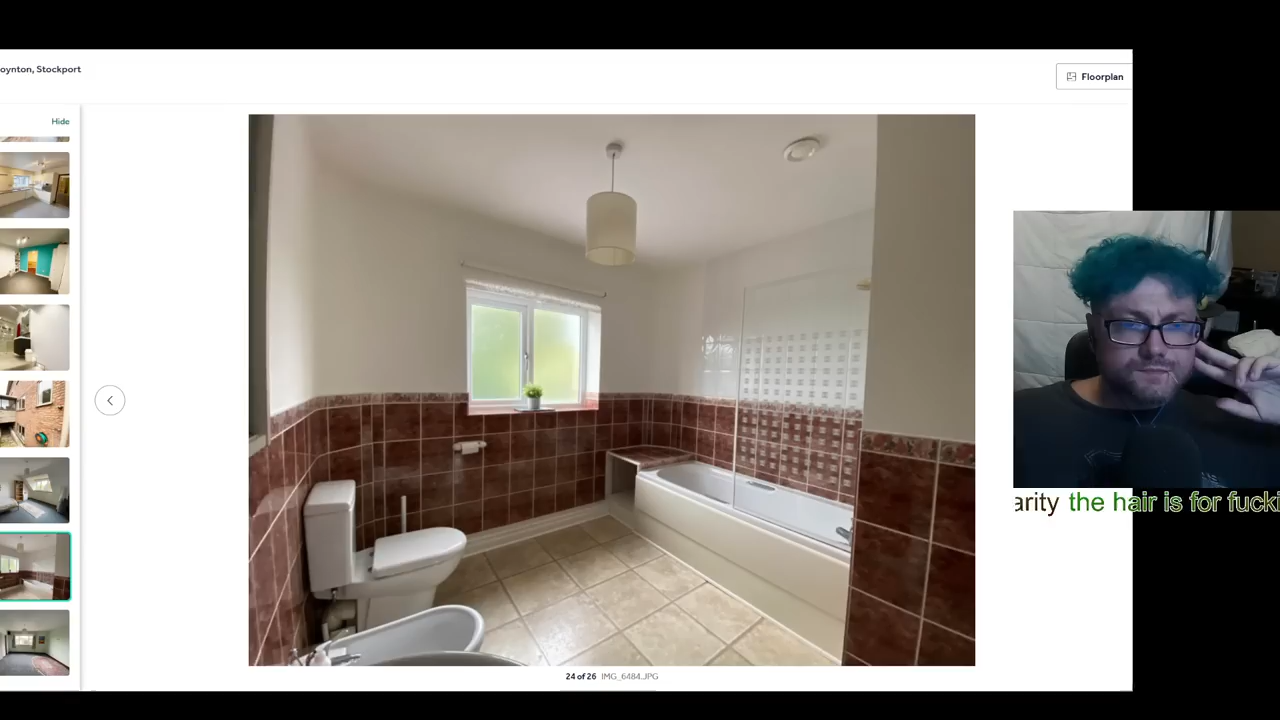 oynton, Stockport
Floorplan
Hide
24 of 26 IMG_6484.JPG
arity the hair is for fucki